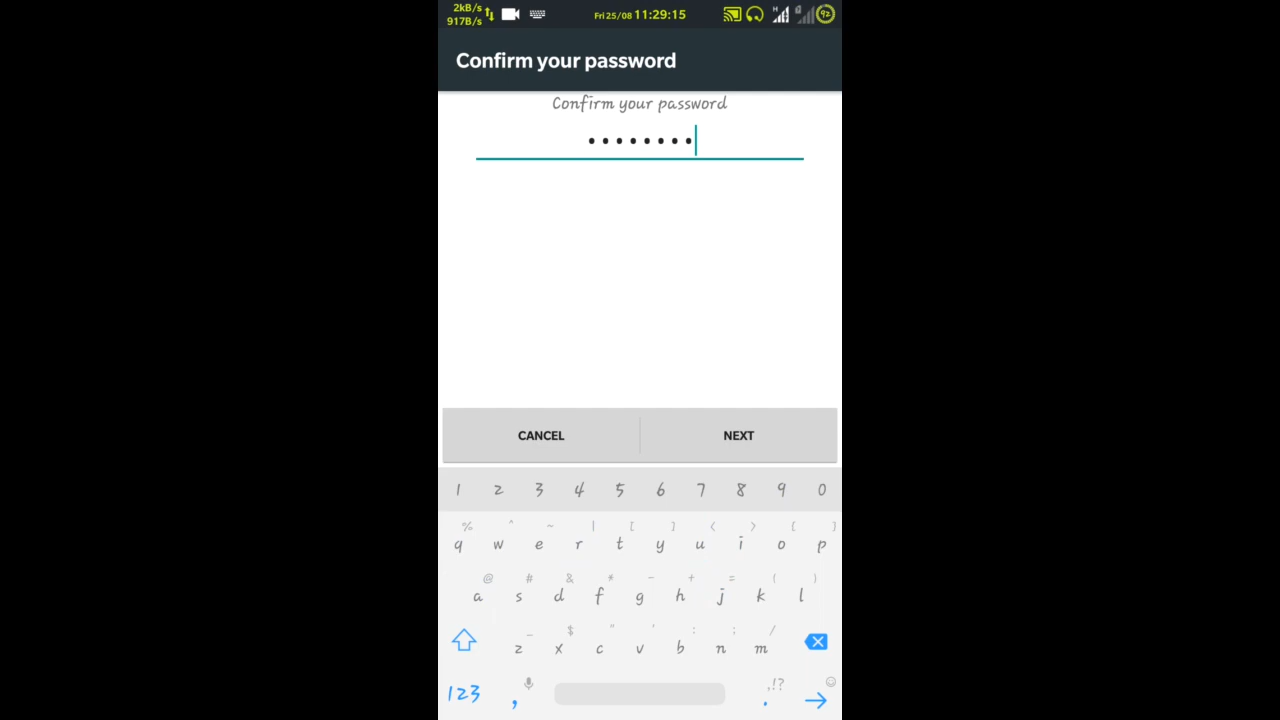 2kB/s
917B/s
Fri 25/08 11:29:15
H
92
Confirm your password
Confirm your password
••••••••
CANCEL NEXT
1 2 3 4 5 6 7 8 9 0
% ^ ~ | [ ] < > { }
q w e r t y u i o p
@ # & * - + = ( )
a s d f g h j k l
_ $ " ' : ; /
z x c v b n m
123 , ,!? .